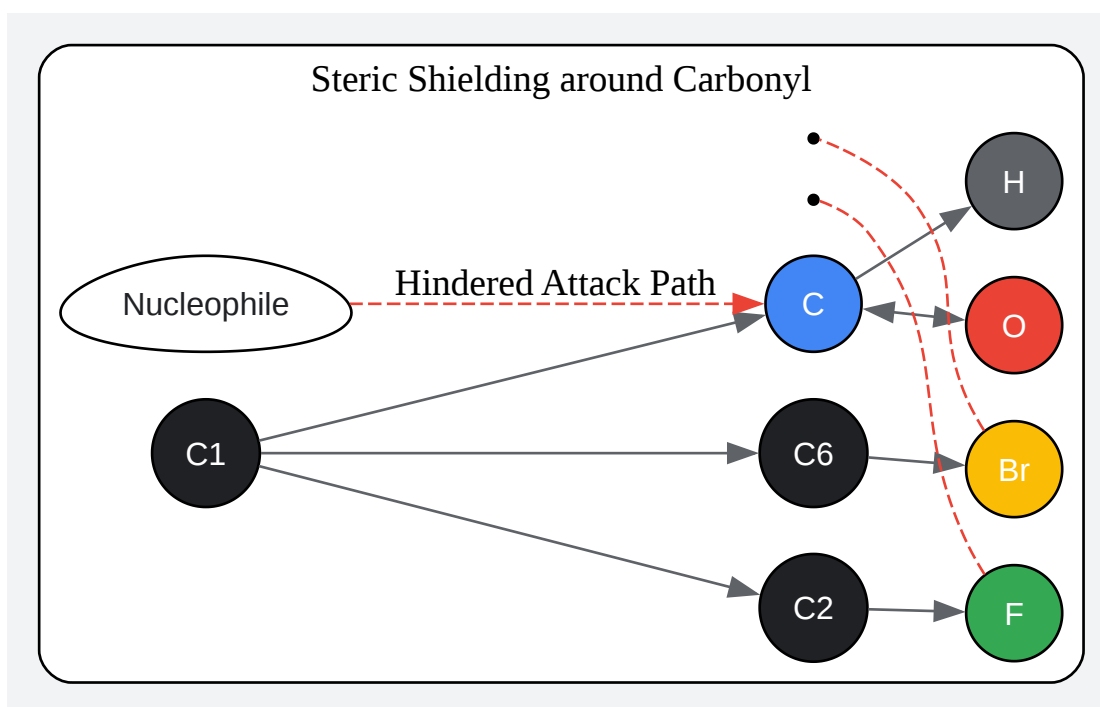 Steric Shielding around Carbonyl
H
Hindered Attack Path
Nucleophile
C
O
C1
C6
Br
C2
F